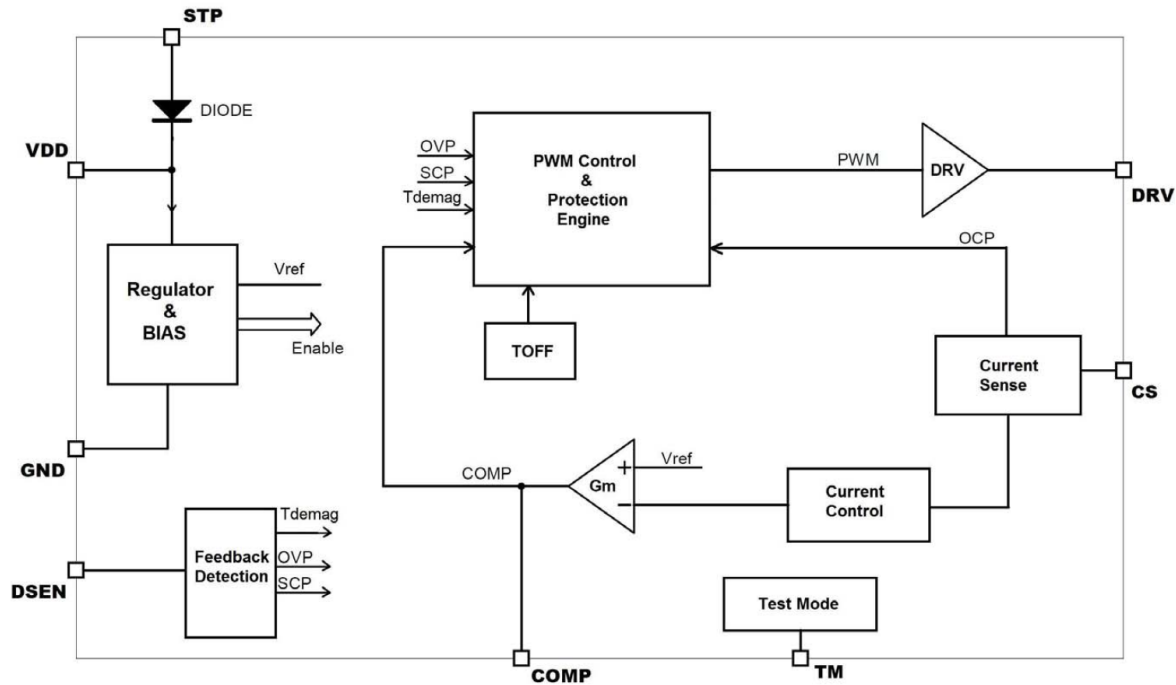 STP
DIODE
VDD
OVP
SCP
Tdemag
PWM Control
&
Protection
Engine
PWM
DRV
DRV
OCP
Regulator
&
BIAS
Vref
Enable
TOFF
Current
Sense
CS
GND
COMP
Gm
+
−
Vref
Current
Control
DSEN
Feedback
Detection
Tdemag
OVP
SCP
Test Mode
COMP
TM